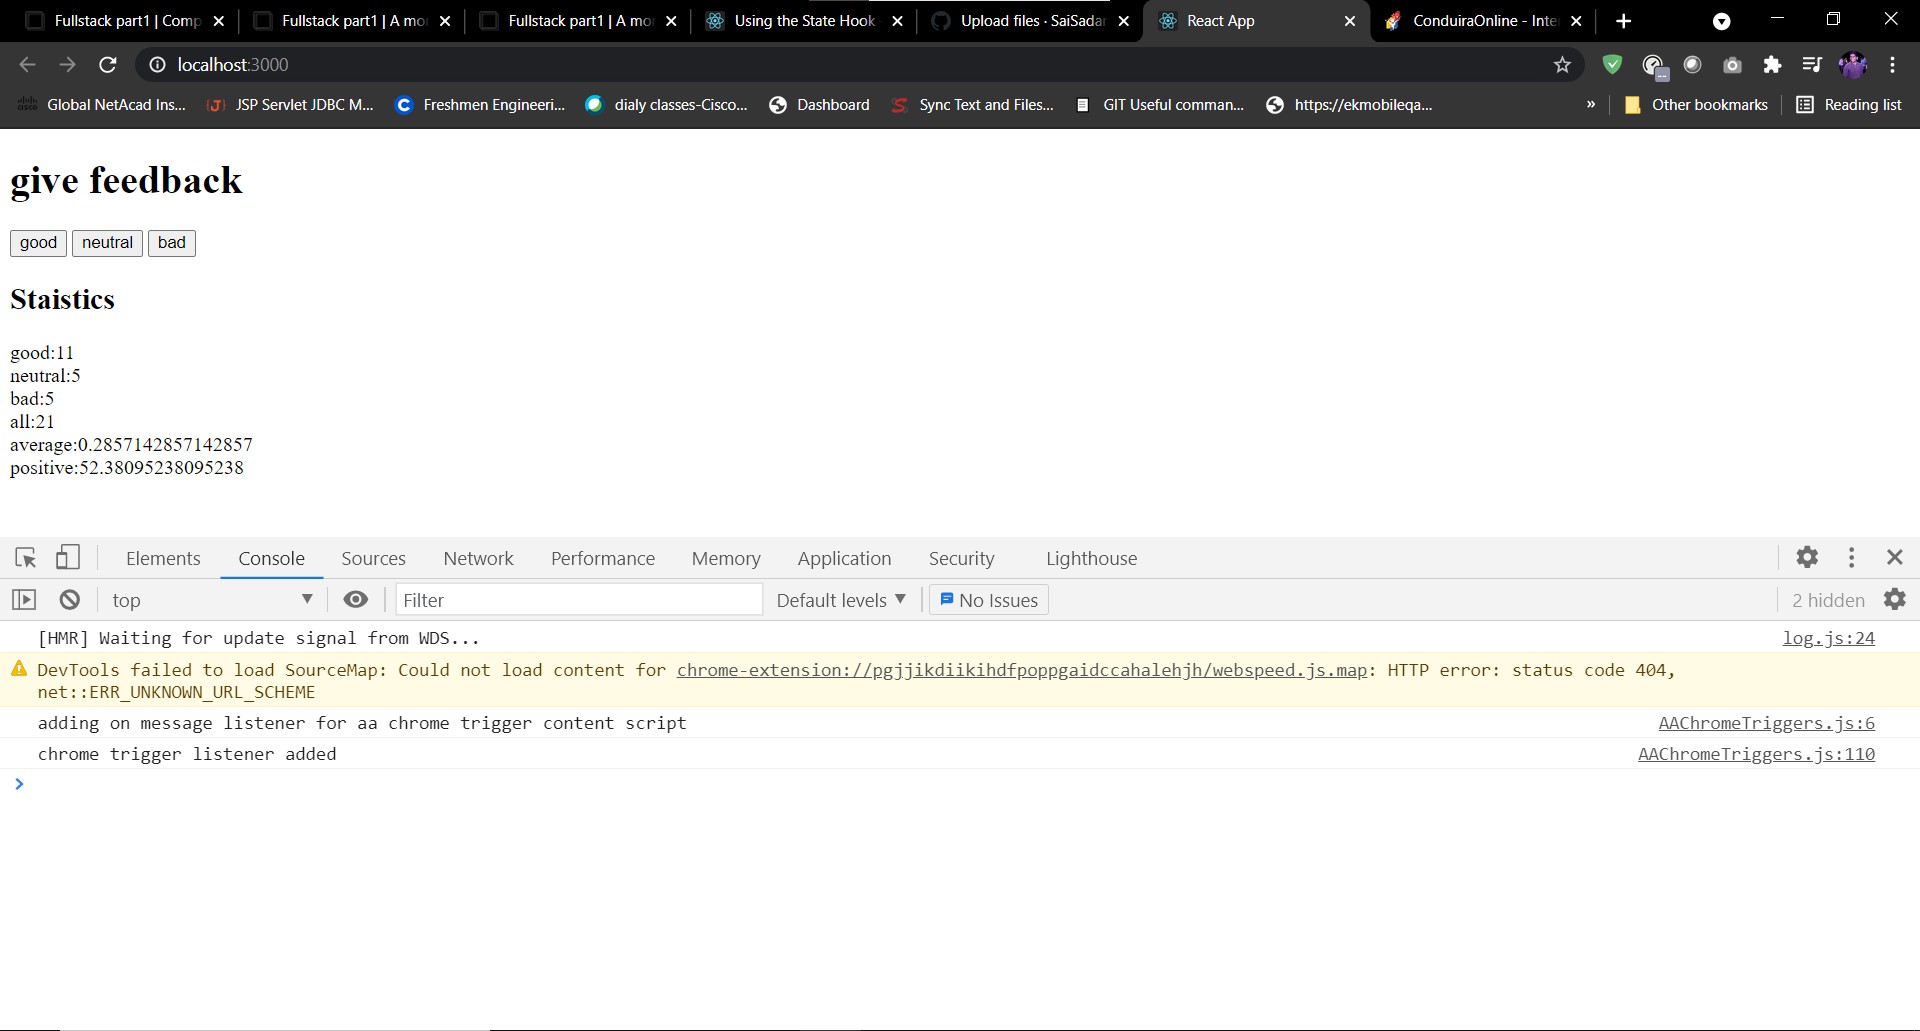 Fullstack part1 | Comp
Fullstack part1 | A mo
Fullstack part1 | A mo
Using the State Hook
Upload files · SaiSadar
React App
ConduiraOnline - Inte
localhost:3000
Global NetAcad Ins...
JSP Servlet JDBC M...
Freshmen Engineeri...
dialy classes-Cisco...
Dashboard
Sync Text and Files...
GIT Useful comman...
https://ekmobileqa...
»
Other bookmarks
Reading list
give feedback
good neutral bad
Staistics
good:11
neutral:5
bad:5
all:21
average:0.2857142857142857
positive:52.38095238095238
Elements Console Sources Network Performance Memory Application Security Lighthouse
top Filter Default levels No Issues 2 hidden
[HMR] Waiting for update signal from WDS... log.js:24
DevTools failed to load SourceMap: Could not load content for chrome-extension://pgjjikdiikihdfpoppgaidccahalehjh/webspeed.js.map: HTTP error: status code 404,
net::ERR_UNKNOWN_URL_SCHEME
adding on message listener for aa chrome trigger content script AAChromeTriggers.js:6
chrome trigger listener added AAChromeTriggers.js:110